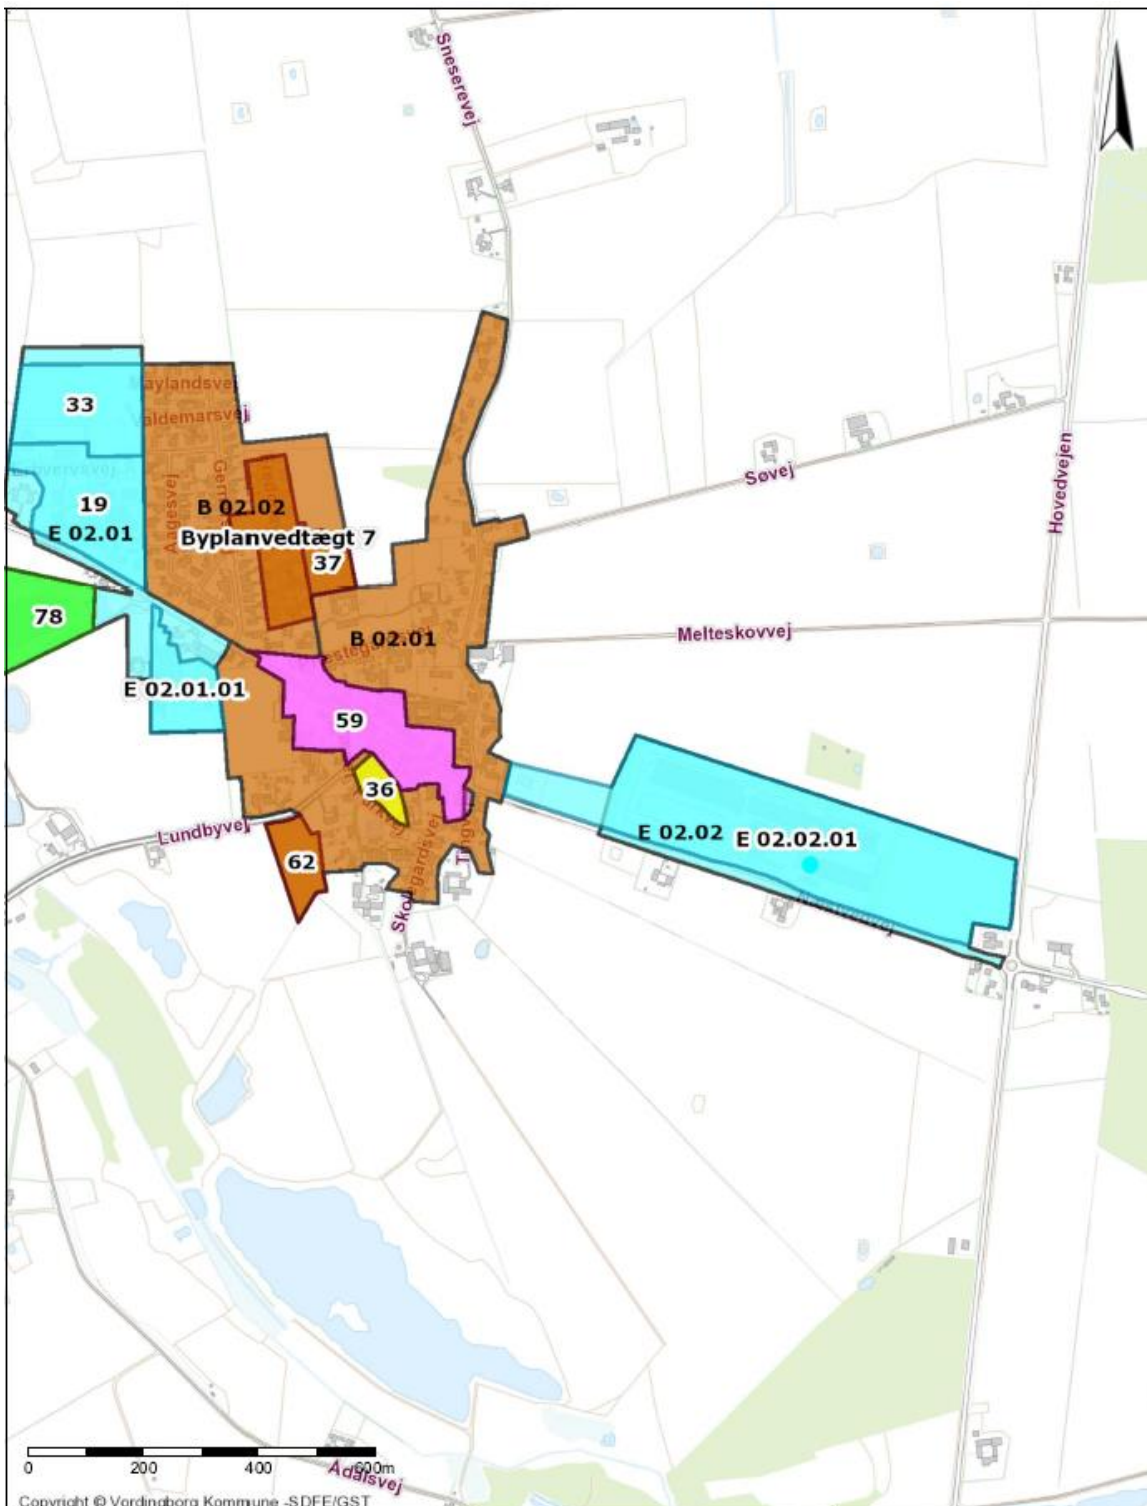 Sneserevej
Maylandsvej
33
Valdemarsvej
Hovedvejen
Søvej
19
B 02.02
E 02.01
Aagesvej
Byplanvedtægt 7
37
78
B 02.01
Melteskovvej
E 02.01.01
59
36
Lundbyvej
E 02.02
E 02.02.01
62
0
200
400
600m
Ådalsvej
Copyright © Vordingborg Kommune -SDFE/GST